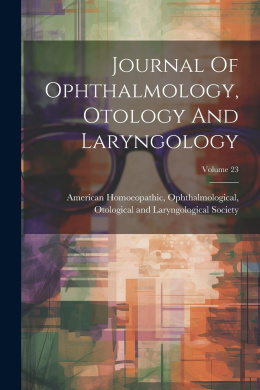 Journal Of
Ophthalmology,
Otology And
Laryngology
Volume 23
American Homoeopathic, Ophthalmological,
Otological and Laryngological Society